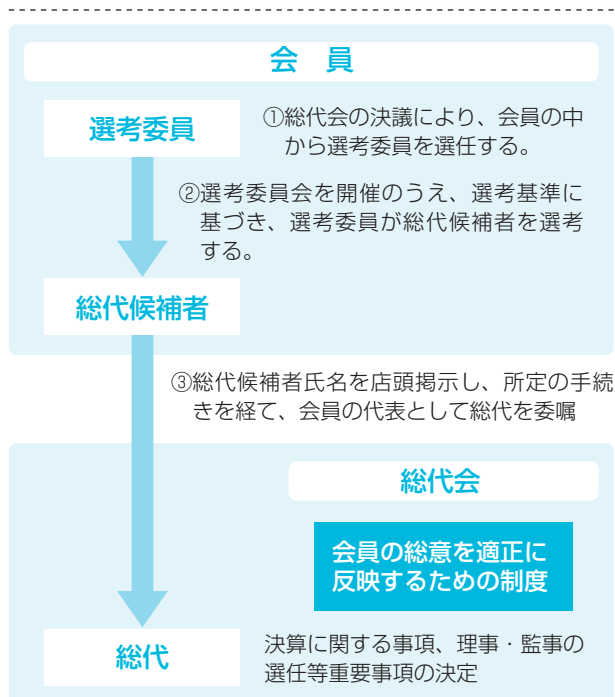 会 員
選考委員
①総代会の決議により、会員の中
から選考委員を選任する。
②選考委員会を開催のうえ、選考基準に
基づき、選考委員が総代候補者を選考
する。
総代候補者
③総代候補者氏名を店頭掲示し、所定の手続
きを経て、会員の代表として総代を委嘱
総代会
会員の総意を適正に
反映するための制度
総代
決算に関する事項、理事・監事の
選任等重要事項の決定